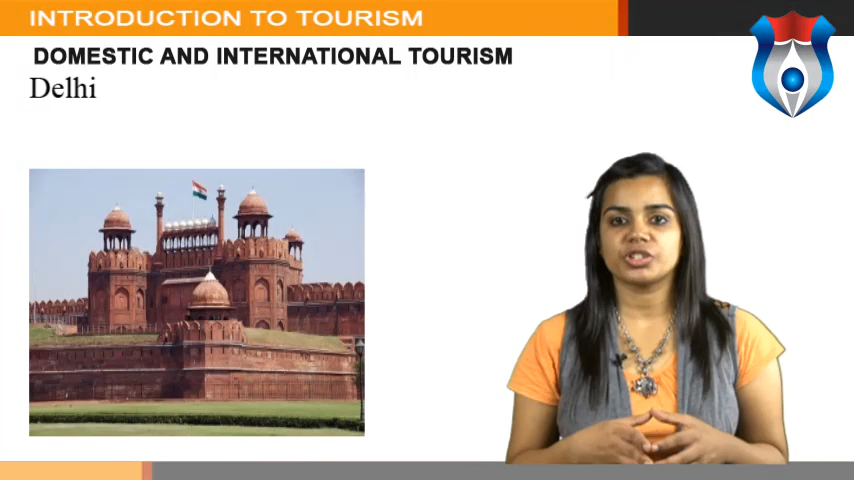 INTRODUCTION TO TOURISM
DOMESTIC AND INTERNATIONAL TOURISM
Delhi